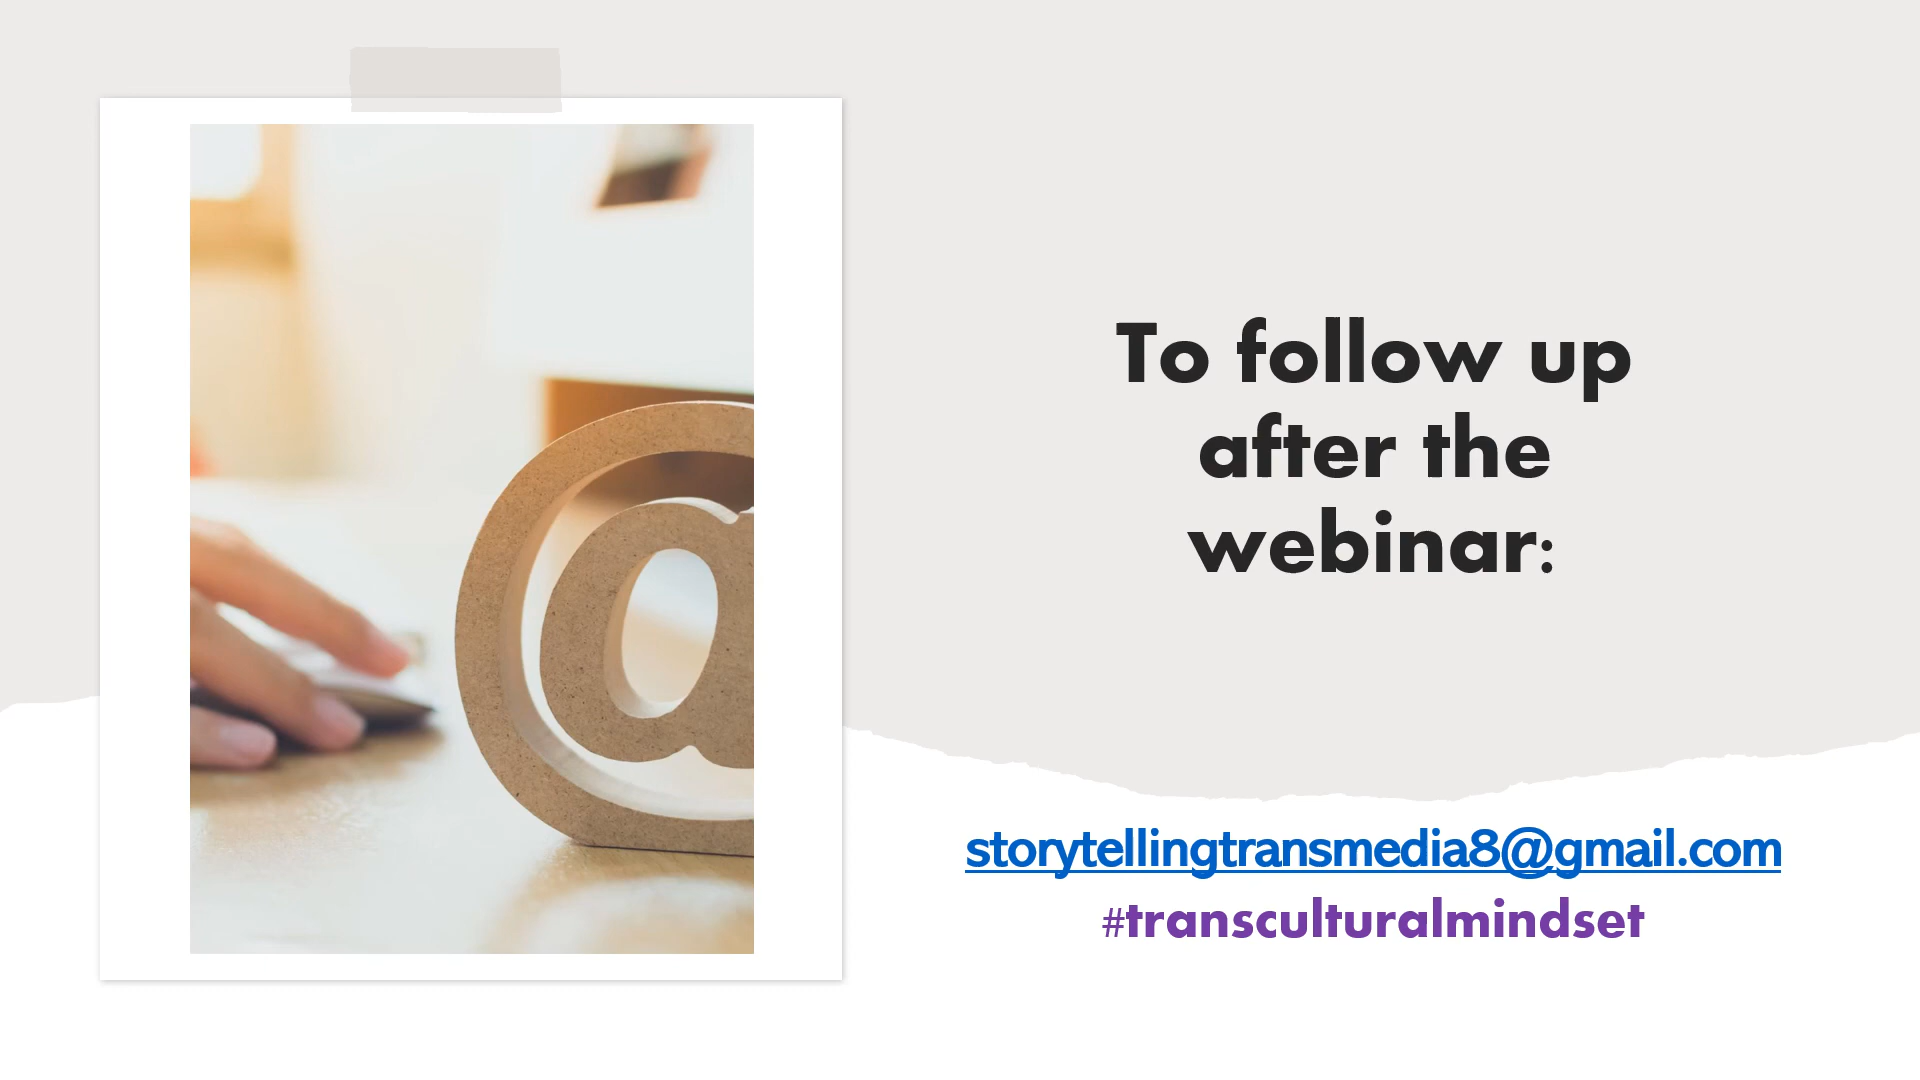 To follow up
after the
webinar:
storytellingtransmedia8@gmail.com
#transculturalmindset